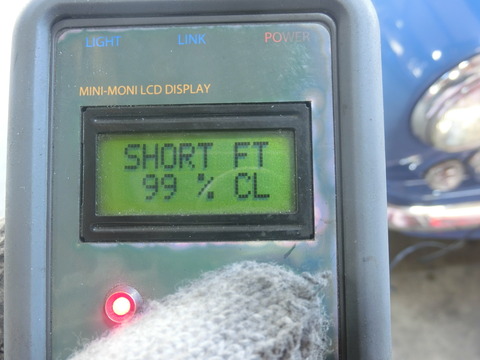 LIGHT LINK POWER
MINI-MONI LCD DISPLAY
SHORT FT
99 % CL